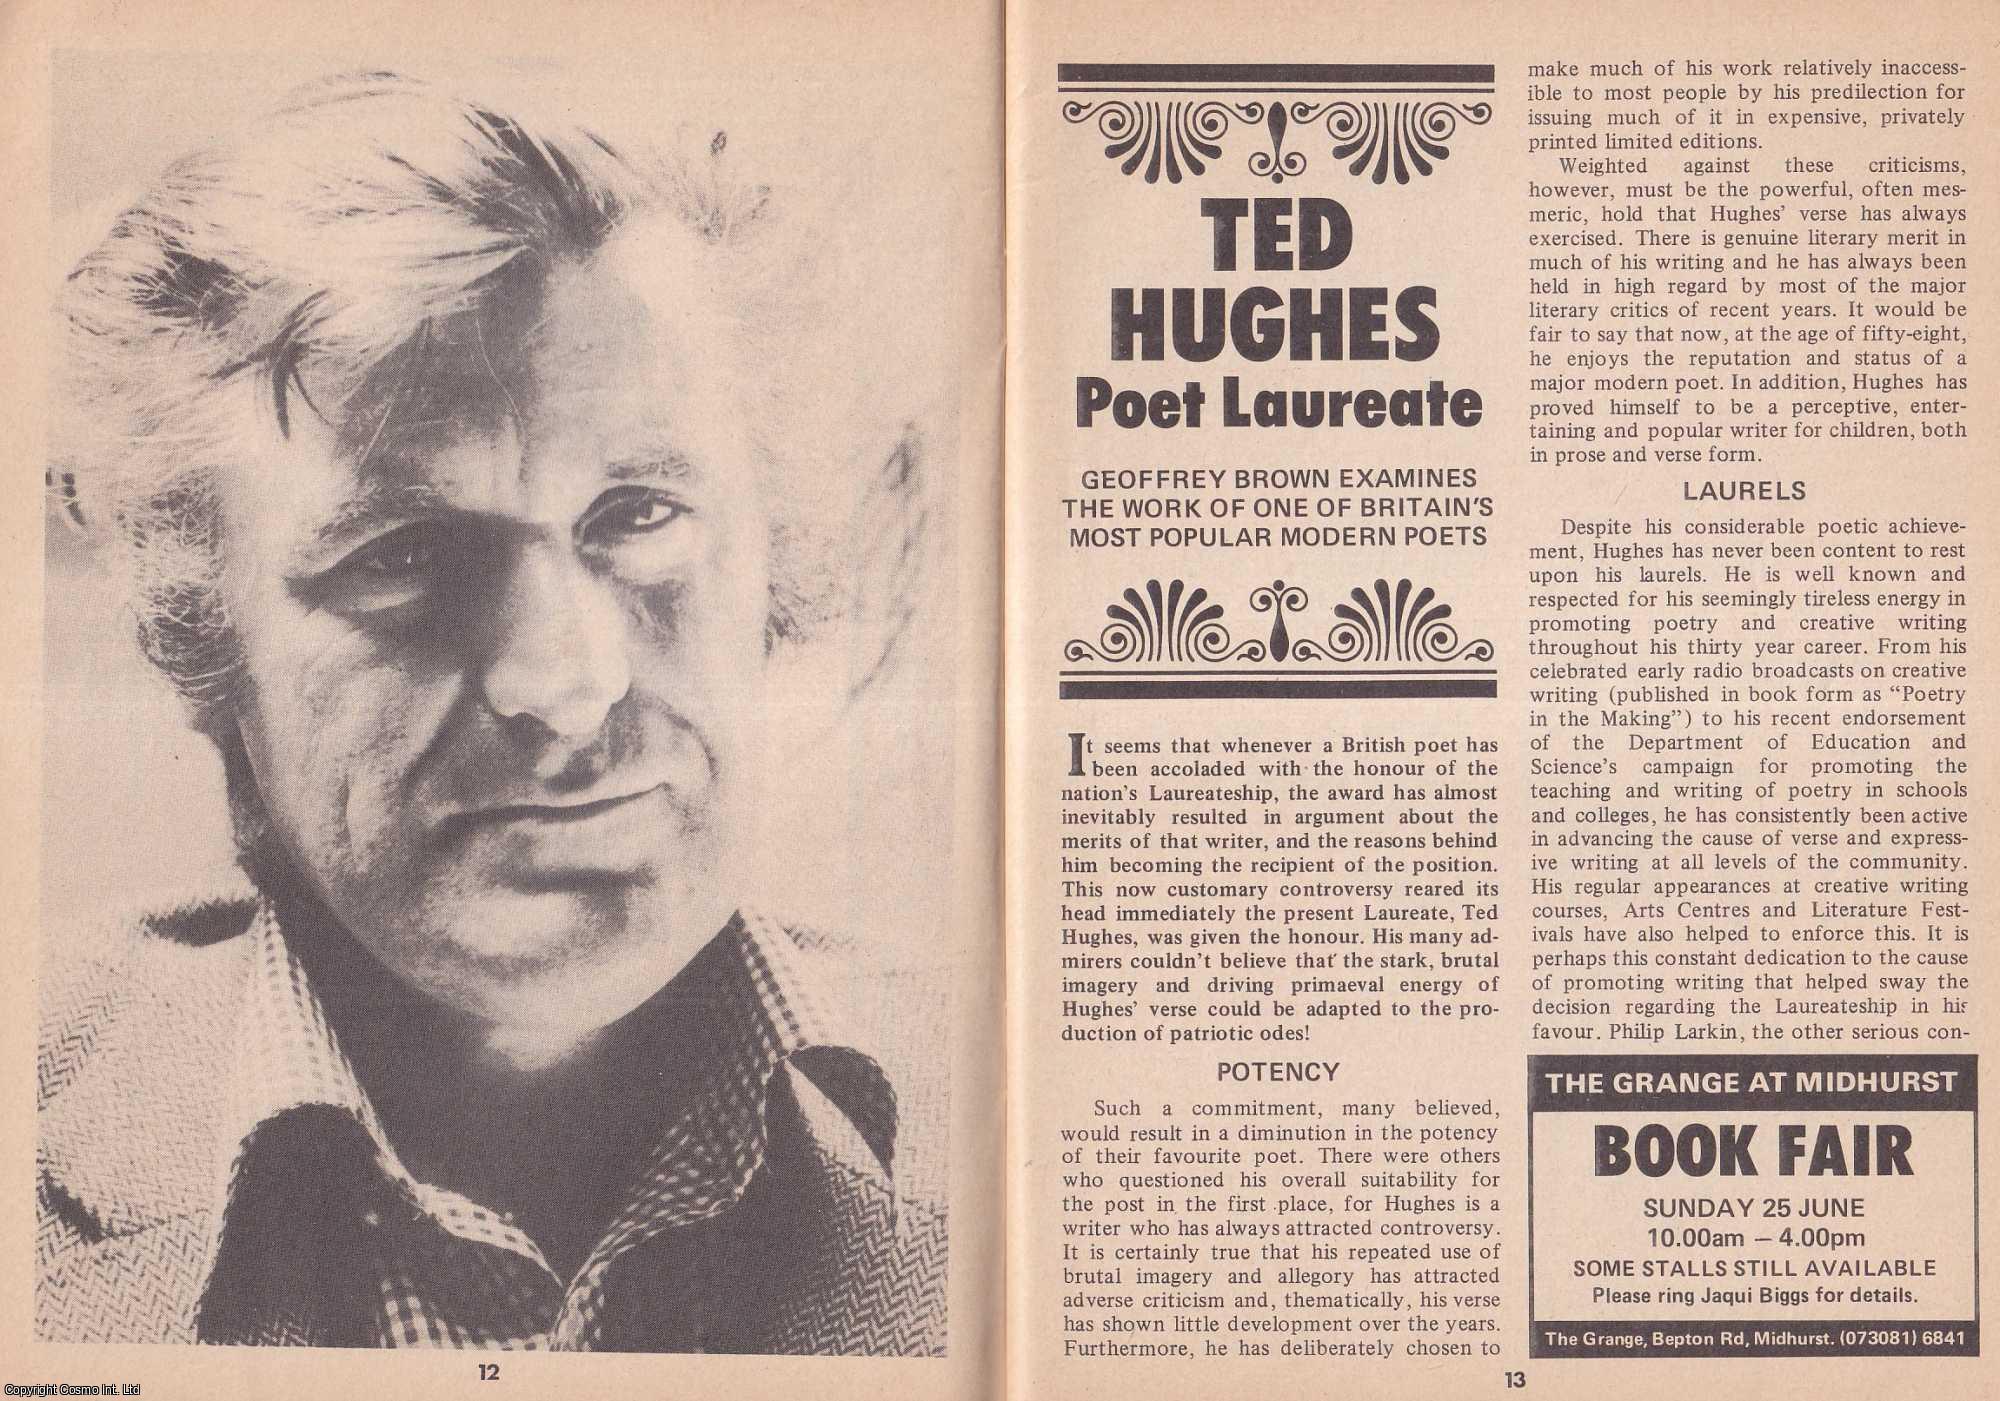 12
Copyright Cosmo Int. Ltd
TED
HUGHES
Poet Laureate
GEOFFREY BROWN EXAMINES
THE WORK OF ONE OF BRITAIN'S
MOST POPULAR MODERN POETS
It seems that whenever a British poet has
been accoladed with the honour of the
nation's Laureateship, the award has almost
inevitably resulted in argument about the
merits of that writer, and the reasons behind
him becoming the recipient of the position.
This now customary controversy reared its
head immediately the present Laureate, Ted
Hughes, was given the honour. His many ad-
mirers couldn't believe that the stark, brutal
imagery and driving primaeval energy of
Hughes' verse could be adapted to the pro-
duction of patriotic odes!
POTENCY
Such a commitment, many believed,
would result in a diminution in the potency
of their favourite poet. There were others
who questioned his overall suitability for
the post in the first place, for Hughes is a
writer who has always attracted controversy.
It is certainly true that his repeated use of
brutal imagery and allegory has attracted
adverse criticism and, thematically, his verse
has shown little development over the years.
Furthermore, he has deliberately chosen to
make much of his work relatively inaccess-
ible to most people by his predilection for
issuing much of it in expensive, privately
printed limited editions.
Weighted against these criticisms,
however, must be the powerful, often mes-
meric, hold that Hughes' verse has always
exercised. There is genuine literary merit in
much of his writing and he has always been
held in high regard by most of the major
literary critics of recent years. It would be
fair to say that now, at the age of fifty-eight,
he enjoys the reputation and status of a
major modern poet. In addition, Hughes has
proved himself to be a perceptive, enter-
taining and popular writer for children, both
in prose and verse form.
LAURELS
Despite his considerable poetic achieve-
ment, Hughes has never been content to rest
upon his laurels. He is well known and
respected for his seemingly tireless energy in
promoting poetry and creative writing
throughout his thirty year career. From his
celebrated early radio broadcasts on creative
writing (published in book form as "Poetry
in the Making") to his recent endorsement
of the Department of Education and
Science's campaign for promoting the
teaching and writing of poetry in schools
and colleges, he has consistently been active
in advancing the cause of verse and express-
ive writing at all levels of the community.
His regular appearances at creative writing
courses, Arts Centres and Literature Fest-
ivals have also helped to enforce this. It is
perhaps this constant dedication to the cause
of promoting writing that helped sway the
decision regarding the Laureateship in his
favour. Philip Larkin, the other serious con-
THE GRANGE AT MIDHURST
BOOK FAIR
SUNDAY 25 JUNE
10.00am — 4.00pm
SOME STALLS STILL AVAILABLE
Please ring Jaqui Biggs for details.
The Grange, Bepton Rd, Midhurst. (073081) 6841
13